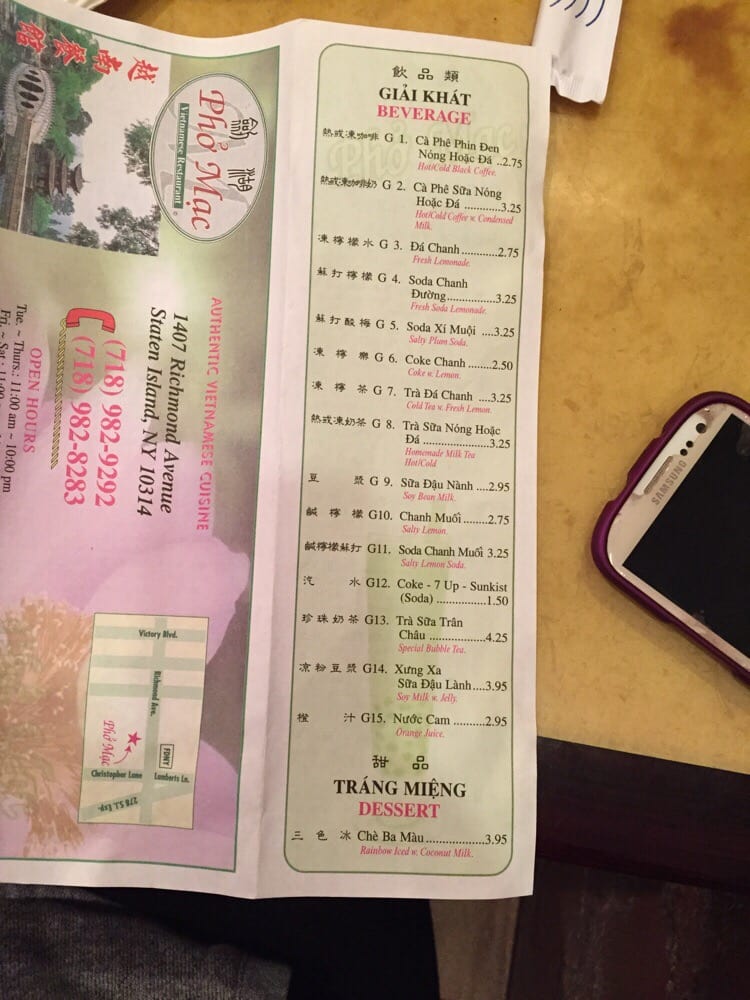 飲 品 類
GIẢI KHÁT
BEVERAGE
熱或凍咖啡 G 1. Cà Phê Phin Đen
Nóng Hoặc Đá ..2.75
Hot/Cold Black Coffee.
熱或凍咖啡奶 G 2. Cà Phê Sữa Nóng
Hoặc Đá .............3.25
Hot/Cold Coffee w. Condensed
Milk.
凍 檸 檬 水 G 3. Đá Chanh..........2.75
Fresh Lemonade.
蘇 打 檸 檬 G 4. Soda Chanh
Đường................3.25
Fresh Soda Lemonade.
蘇 打 酸 梅 G 5. Soda Xí Muội ....3.25
Salty Plum Soda.
凍 檸 樂 G 6. Coke Chanh ........2.50
Coke w. Lemon.
凍 檸 茶 G 7. Trà Đá Chanh ....3.25
Cold Tea w. Fresh Lemon.
熱或凍奶茶 G 8. Trà Sữa Nóng Hoặc
Đá .....................3.25
Homemade Milk Tea
Hot/Cold
豆 漿 G 9. Sữa Đậu Nành ...2.95
Soy Bean Milk.
鹹 檸 檬 G10. Chanh Muối........2.75
Salty Lemon.
鹹檸檬蘇打 G11. Soda Chanh Muối 3.25
Salty Lemon Soda.
汽 水 G12. Coke - 7 Up - Sunkist
(Soda) ................1.50
珍 珠 奶 茶 G13. Trà Sữa Trân
Châu ..................4.25
Special Bubble Tea.
凉 粉 豆 漿 G14. Xưng Xa
Sữa Đậu Lành....3.95
Soy Milk w. Jelly.
橙 汁 G15. Nước Cam ..........2.95
Orange Juice.
甜 品
TRÁNG MIỆNG
DESSERT
三 色 冰 Chè Ba Màu.....................3.95
Rainbow Iced w. Coconut Milk.
越南餐館
Phở Mạc
Vietnamese Restaurant
AUTHENTIC VIETNAMESE CUISINE
1407 Richmond Avenue
Staten Island, NY 10314
(718) 982-9292
(718) 982-8283
OPEN HOURS
Tue. ~ Thurs.: 11:00 am ~ 10:00 pm
Fri. ~ Sat.: 11:00
Victory Blvd.
Richmond Ave.
Phở Mạc
FDNY
Christopher Lane
Lamberts Ln.
278 S.I. Exp.
SAMSUNG